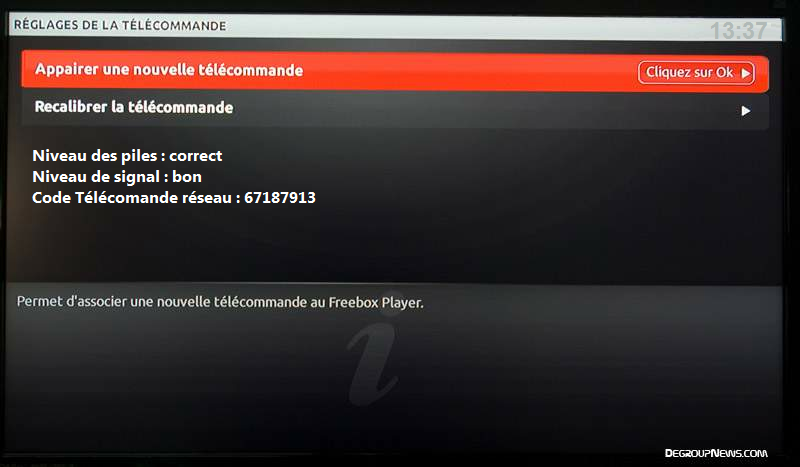 RÉGLAGES DE LA TÉLÉCOMMANDE
13:37
Appairer une nouvelle télécommande
Cliquez sur Ok
Recalibrer la télécommande
Niveau des piles : correct
Niveau de signal : bon
Code Télécomande réseau : 67187913
Permet d'associer une nouvelle télécommande au Freebox Player.
DEGROUPNEWS.COM